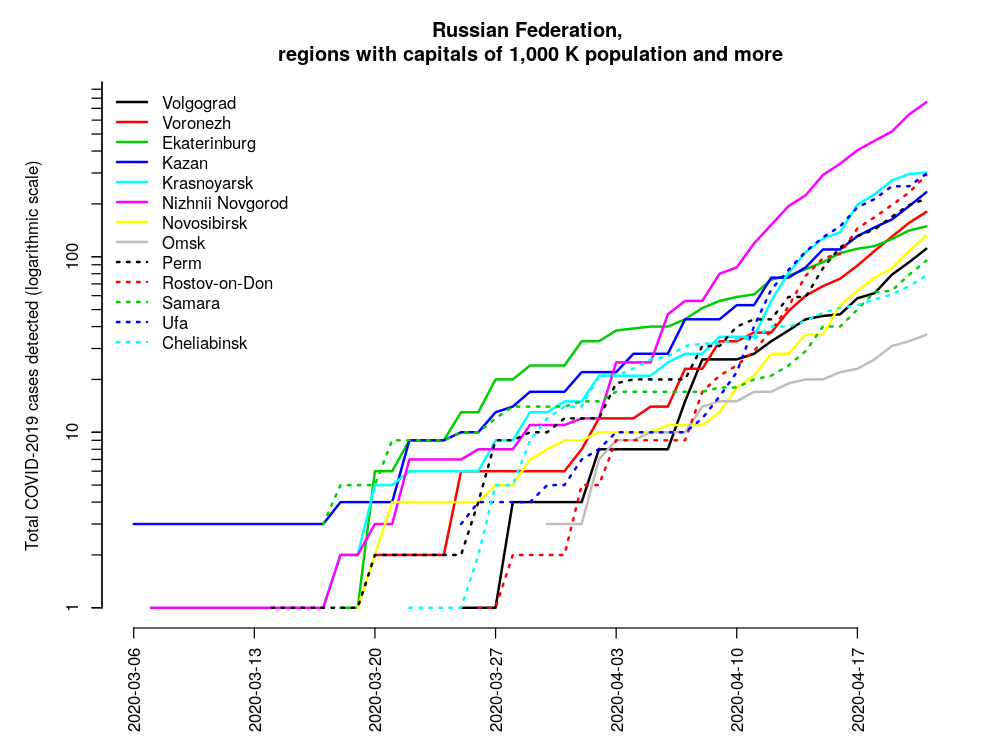 Russian Federation,
regions with capitals of 1,000 K population and more
Total COVID-2019 cases detected (logarithmic scale)
100
10
1
Volgograd
Voronezh
Ekaterinburg
Kazan
Krasnoyarsk
Nizhnii Novgorod
Novosibirsk
Omsk
Perm
Rostov-on-Don
Samara
Ufa
Cheliabinsk
2020-03-06
2020-03-13
2020-03-20
2020-03-27
2020-04-03
2020-04-10
2020-04-17